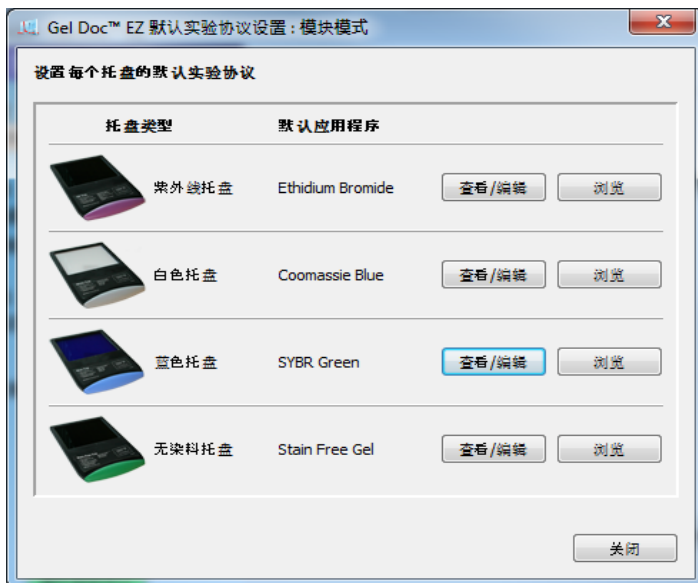 Gel Doc™ EZ 默认实验协议设置 : 模块模式
设置每个托盘的默认实验协议
托盘类型 默认应用程序
紫外线托盘 Ethidium Bromide 查看/编辑 浏览
白色托盘 Coomassie Blue 查看/编辑 浏览
蓝色托盘 SYBR Green 查看/编辑 浏览
无染料托盘 Stain Free Gel 查看/编辑 浏览
关闭